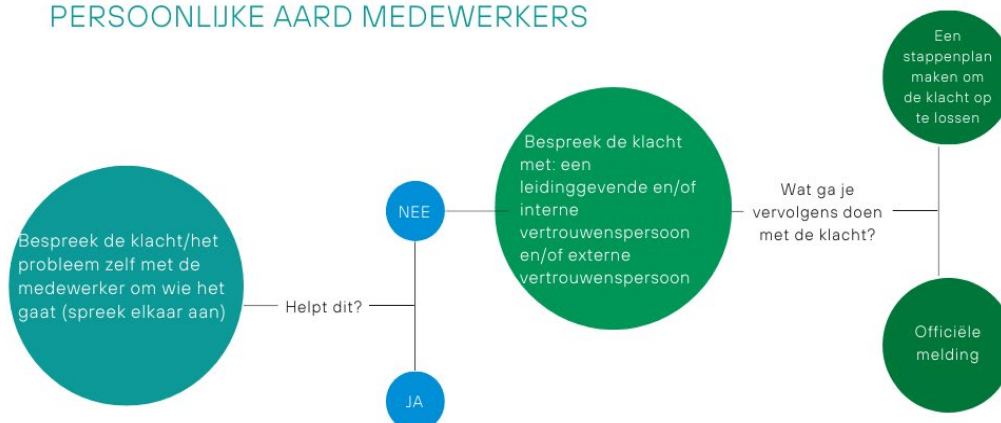 PERSOONLIJKE AARD MEDEWERKERS
Bespreek de klacht/het
probleem zelf met de
medewerker om wie het
gaat (spreek elkaar aan)
Helpt dit?
NEE
JA
Bespreek de klacht
met: een
leidinggevende en/of
interne
vertrouwenspersoon
en/of externe
vertrouwenspersoon
Wat ga je
vervolgens doen
met de klacht?
Een
stappenplan
maken om
de klacht op
te lossen
Officiële
melding